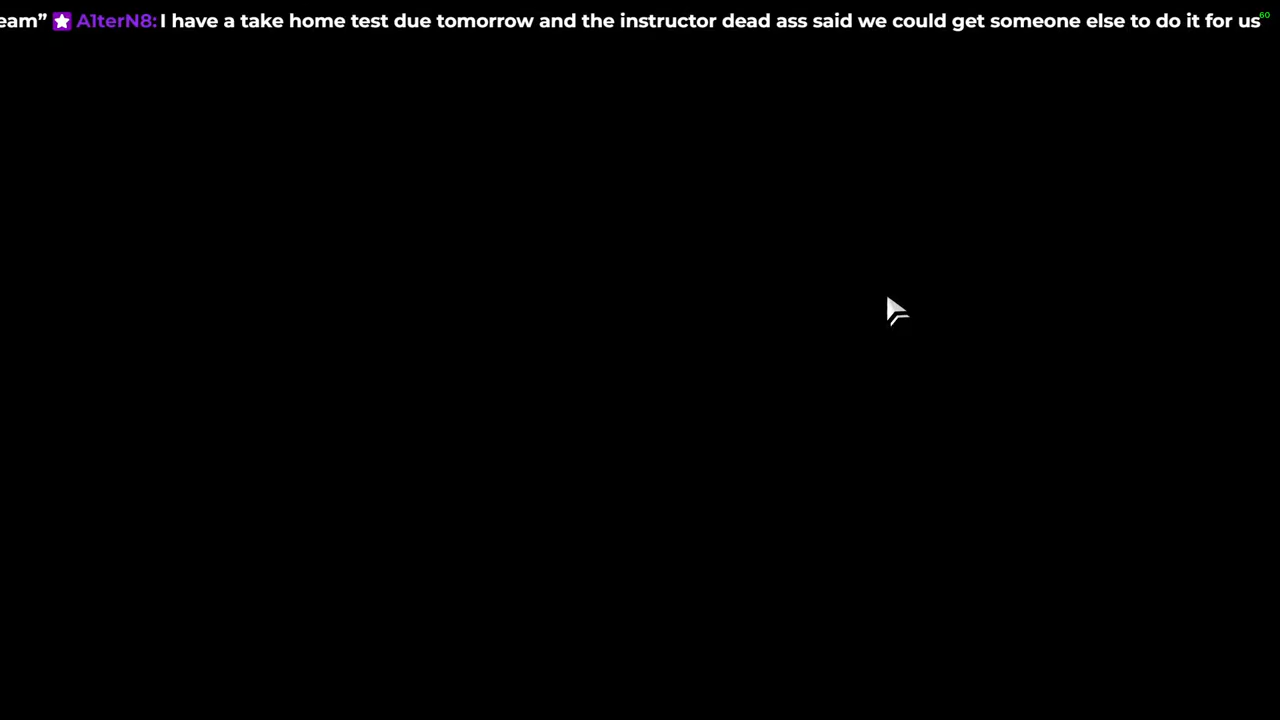 eam” A1terN8: I have a take home test due tomorrow and the instructor dead ass said we could get someone else to do it for us
60